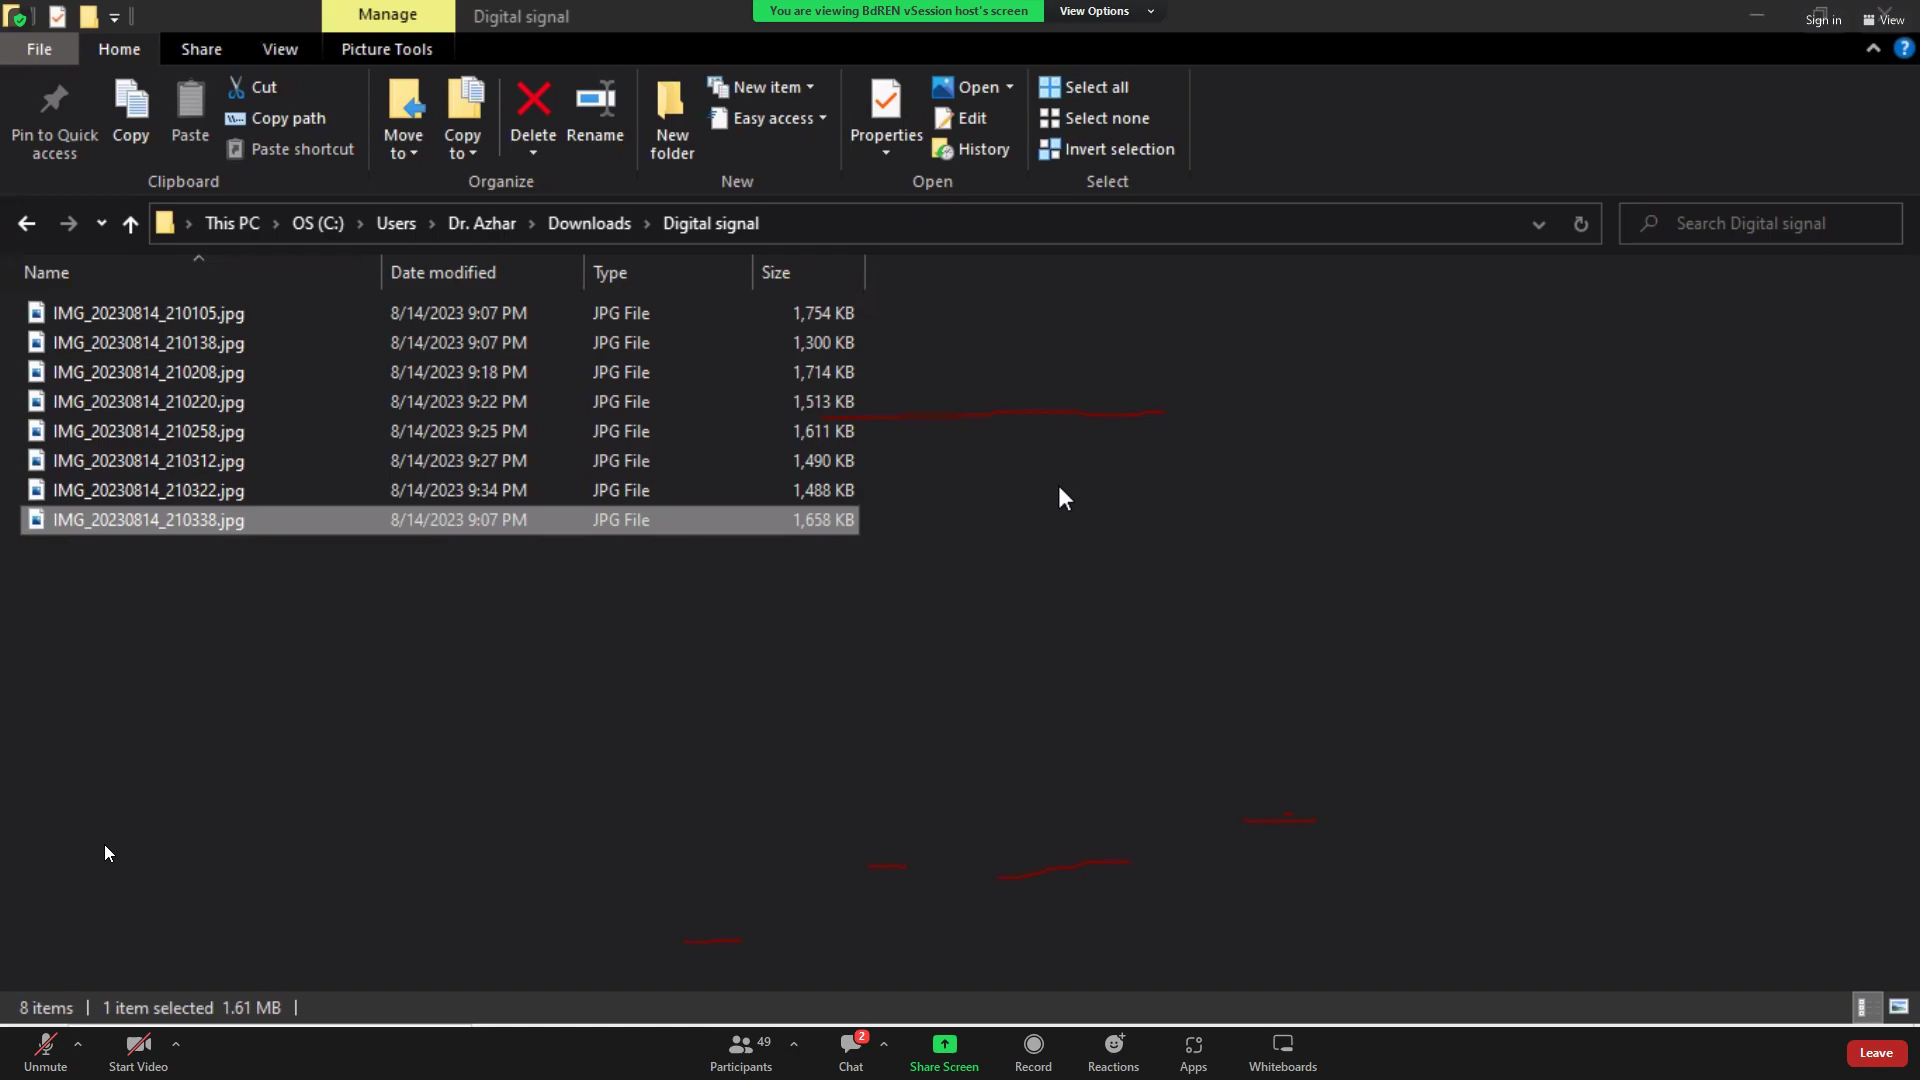 Manage Digital signal You are viewing BdREN vSession host's screen View Options Sign in View
File Home Share View Picture Tools
Pin to Quick access
Copy
Paste
Cut
Copy path
Paste shortcut
Clipboard
Move to
Copy to
Delete
Rename
Organize
New folder
New item
Easy access
New
Properties
Open
Edit
History
Open
Select all
Select none
Invert selection
Select
This PC > OS (C:) > Users > Dr. Azhar > Downloads > Digital signal Search Digital signal
Name Date modified Type Size
IMG_20230814_210105.jpg 8/14/2023 9:07 PM JPG File 1,754 KB
IMG_20230814_210138.jpg 8/14/2023 9:07 PM JPG File 1,300 KB
IMG_20230814_210208.jpg 8/14/2023 9:18 PM JPG File 1,714 KB
IMG_20230814_210220.jpg 8/14/2023 9:22 PM JPG File 1,513 KB
IMG_20230814_210258.jpg 8/14/2023 9:25 PM JPG File 1,611 KB
IMG_20230814_210312.jpg 8/14/2023 9:27 PM JPG File 1,490 KB
IMG_20230814_210322.jpg 8/14/2023 9:34 PM JPG File 1,488 KB
IMG_20230814_210338.jpg 8/14/2023 9:07 PM JPG File 1,658 KB
8 items | 1 item selected 1.61 MB |
49 2
Unmute Start Video Participants Chat Share Screen Record Reactions Apps Whiteboards Leave